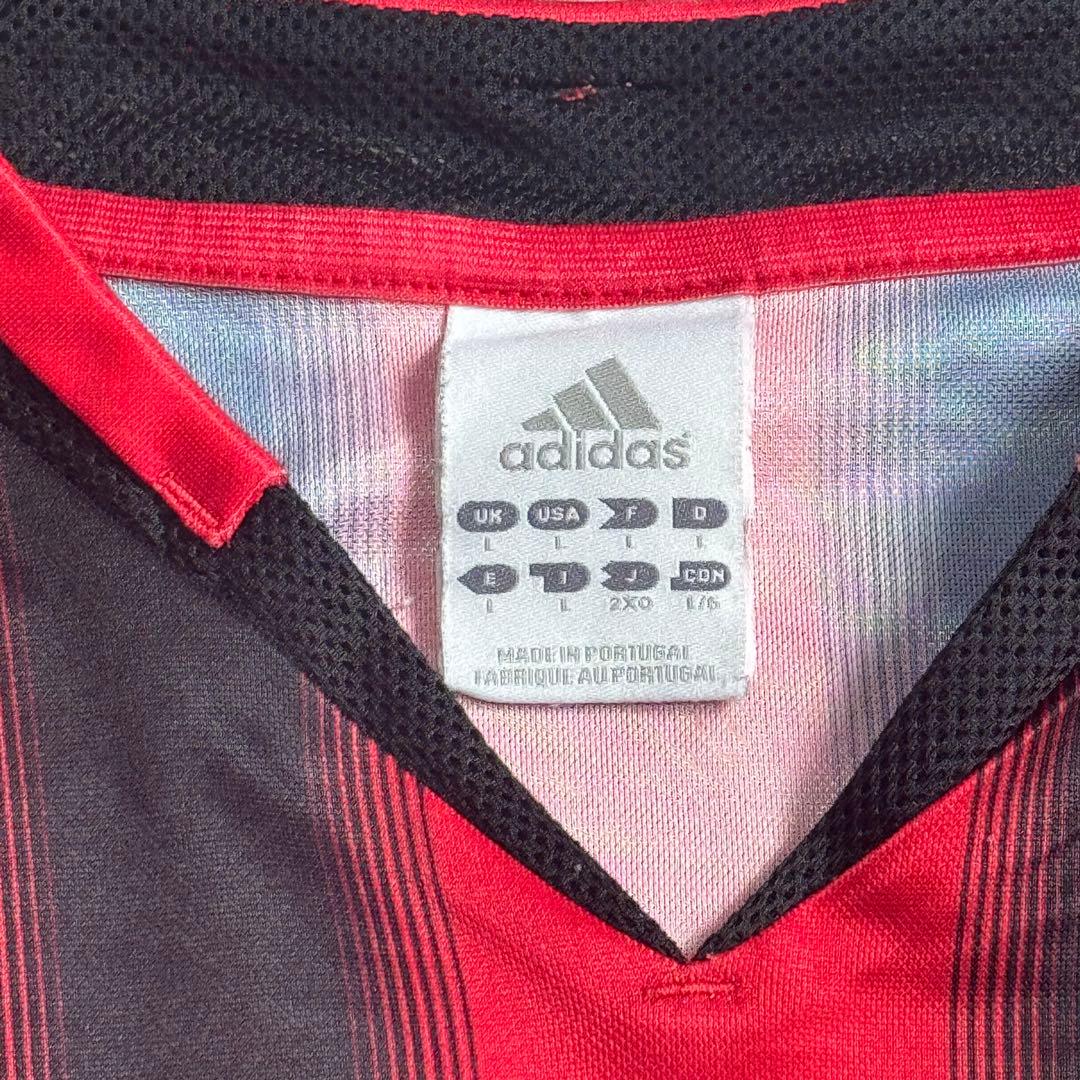 adidas
UK USA F D
L L L L
E I J CDN
L L 2XO L/G
MADE IN PORTUGAL
FABRIQUE AU PORTUGAL